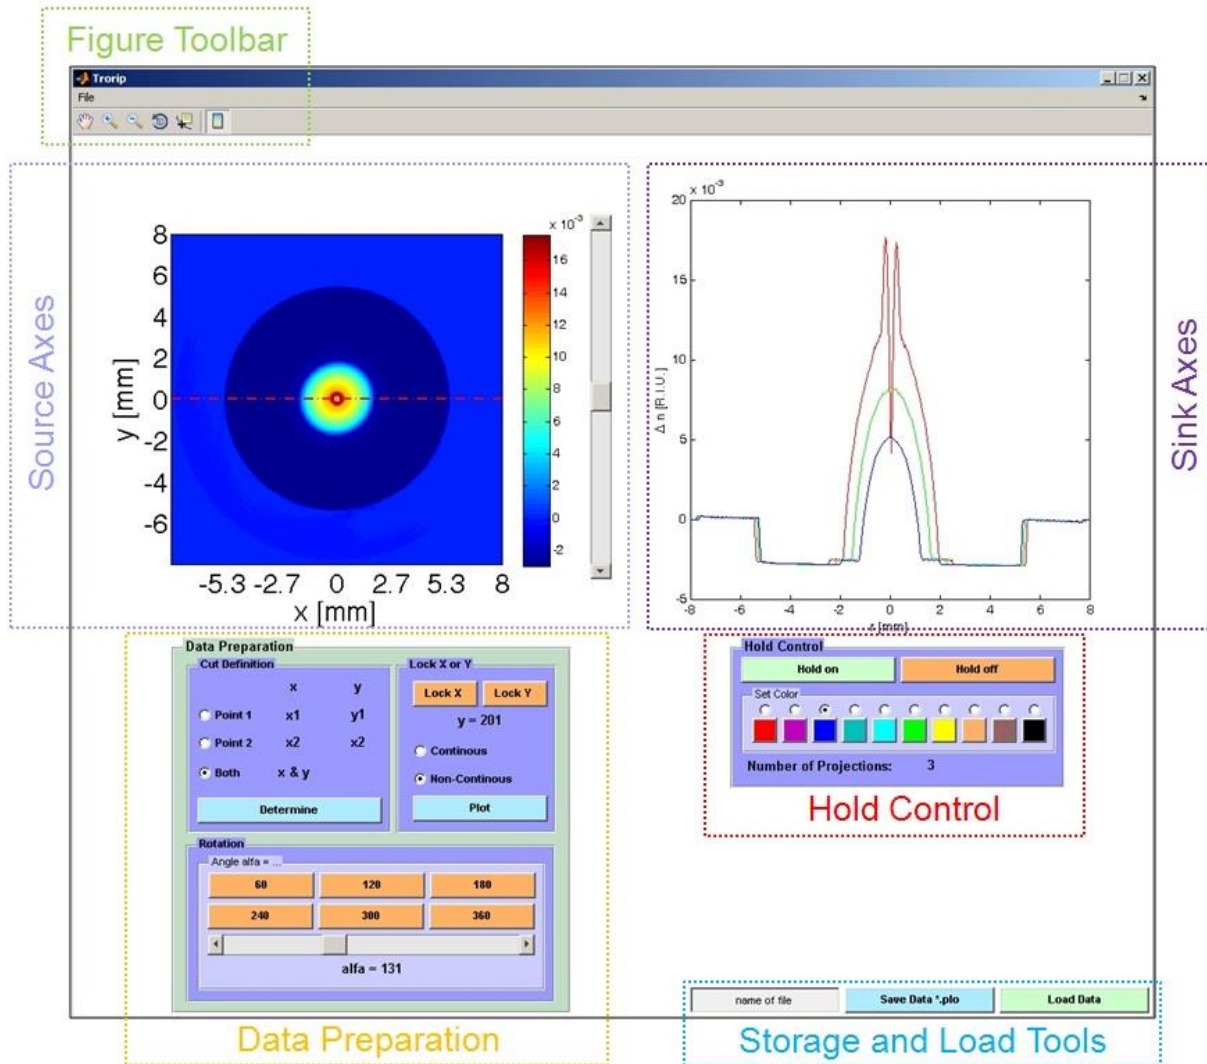 Figure Toolbar
Trorip
File
Source Axes
8
6
4
2
0
-2
-4
-6
y [mm]
-5.3 -2.7 0 2.7 5.3 8
x [mm]
x 10-3
16
14
12
10
8
6
4
2
0
-2
20 x 10-3
15
10
5
0
-5
Δ n [R.I.U.]
-8 -6 -4 -2 0 2 4 6 8
r [mm]
Sink Axes
Data Preparation
Cut Definition
x y
Point 1 x1 y1
Point 2 x2 x2
Both x & y
Determine
Lock X or Y
Lock X Lock Y
y = 201
Continous
Non-Continous
Plot
Rotation
Angle alfa = ...
60 120 180
240 300 360
alfa = 131
Data Preparation
Hold Control
Hold on Hold off
Set Color
Number of Projections: 3
Hold Control
name of file Save Data *.plo Load Data
Storage and Load Tools